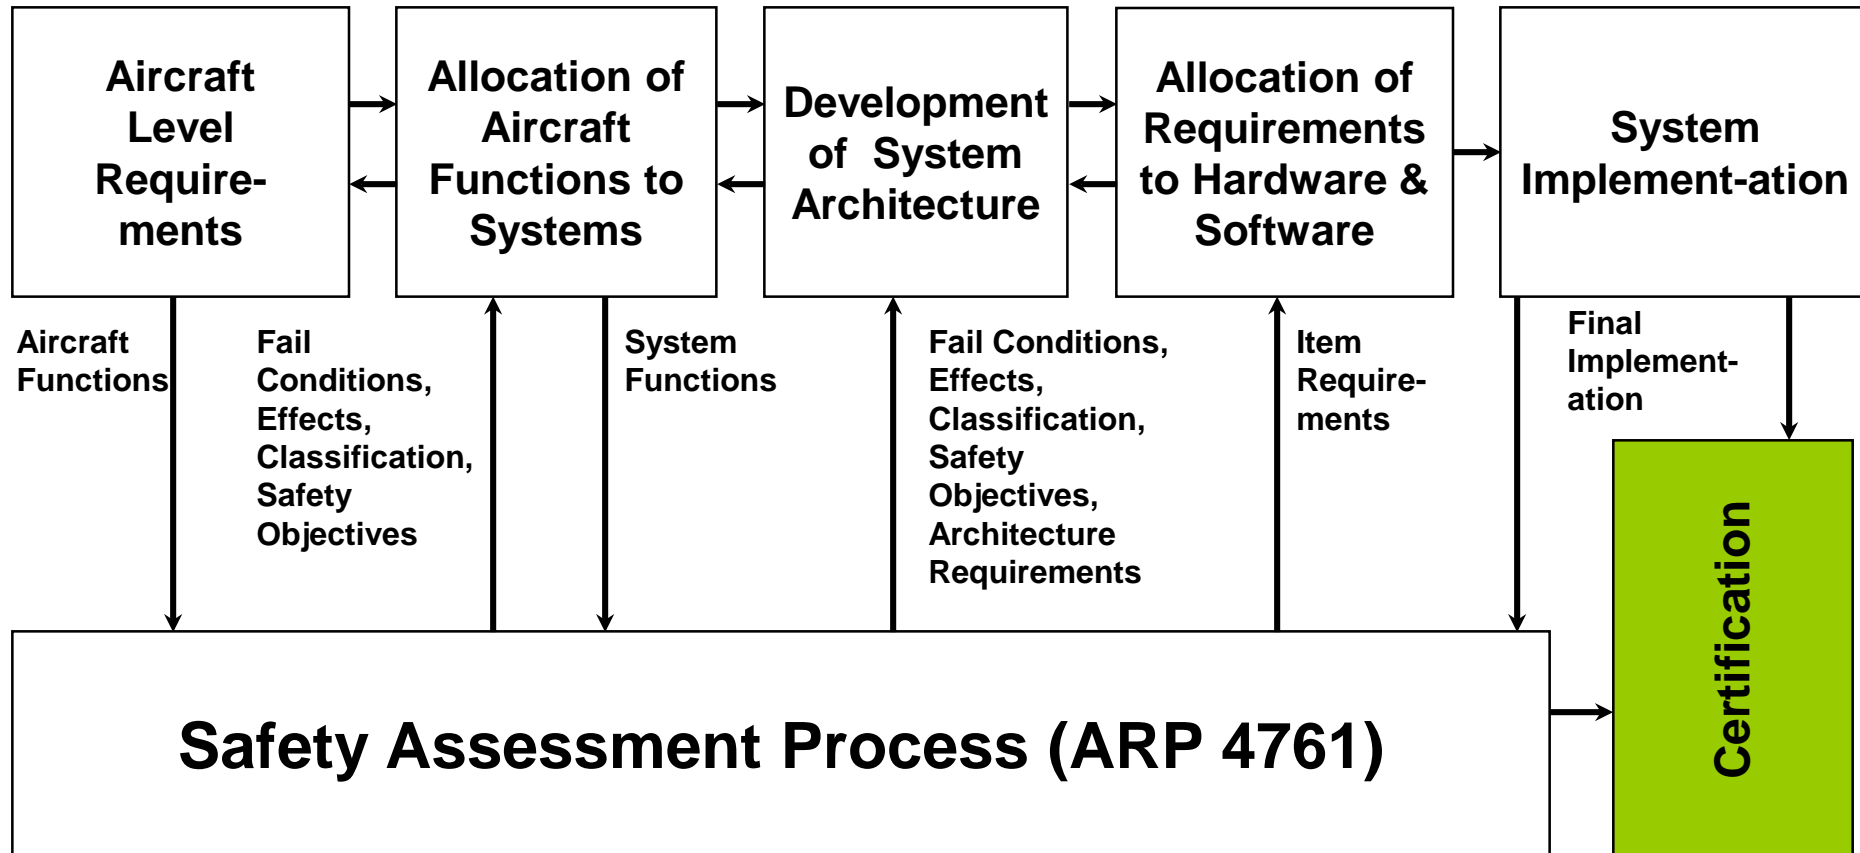 Aircraft
Level
Require-
ments
Allocation of
Aircraft
Functions to
Systems
Development
of System
Architecture
Allocation of
Requirements
to Hardware &
Software
System
Implement-ation
Aircraft
Functions
Fail
Conditions,
Effects,
Classification,
Safety
Objectives
System
Functions
Fail Conditions,
Effects,
Classification,
Safety
Objectives,
Architecture
Requirements
Item
Require-
ments
Final
Implement-
ation
Safety Assessment Process (ARP 4761)
Certification